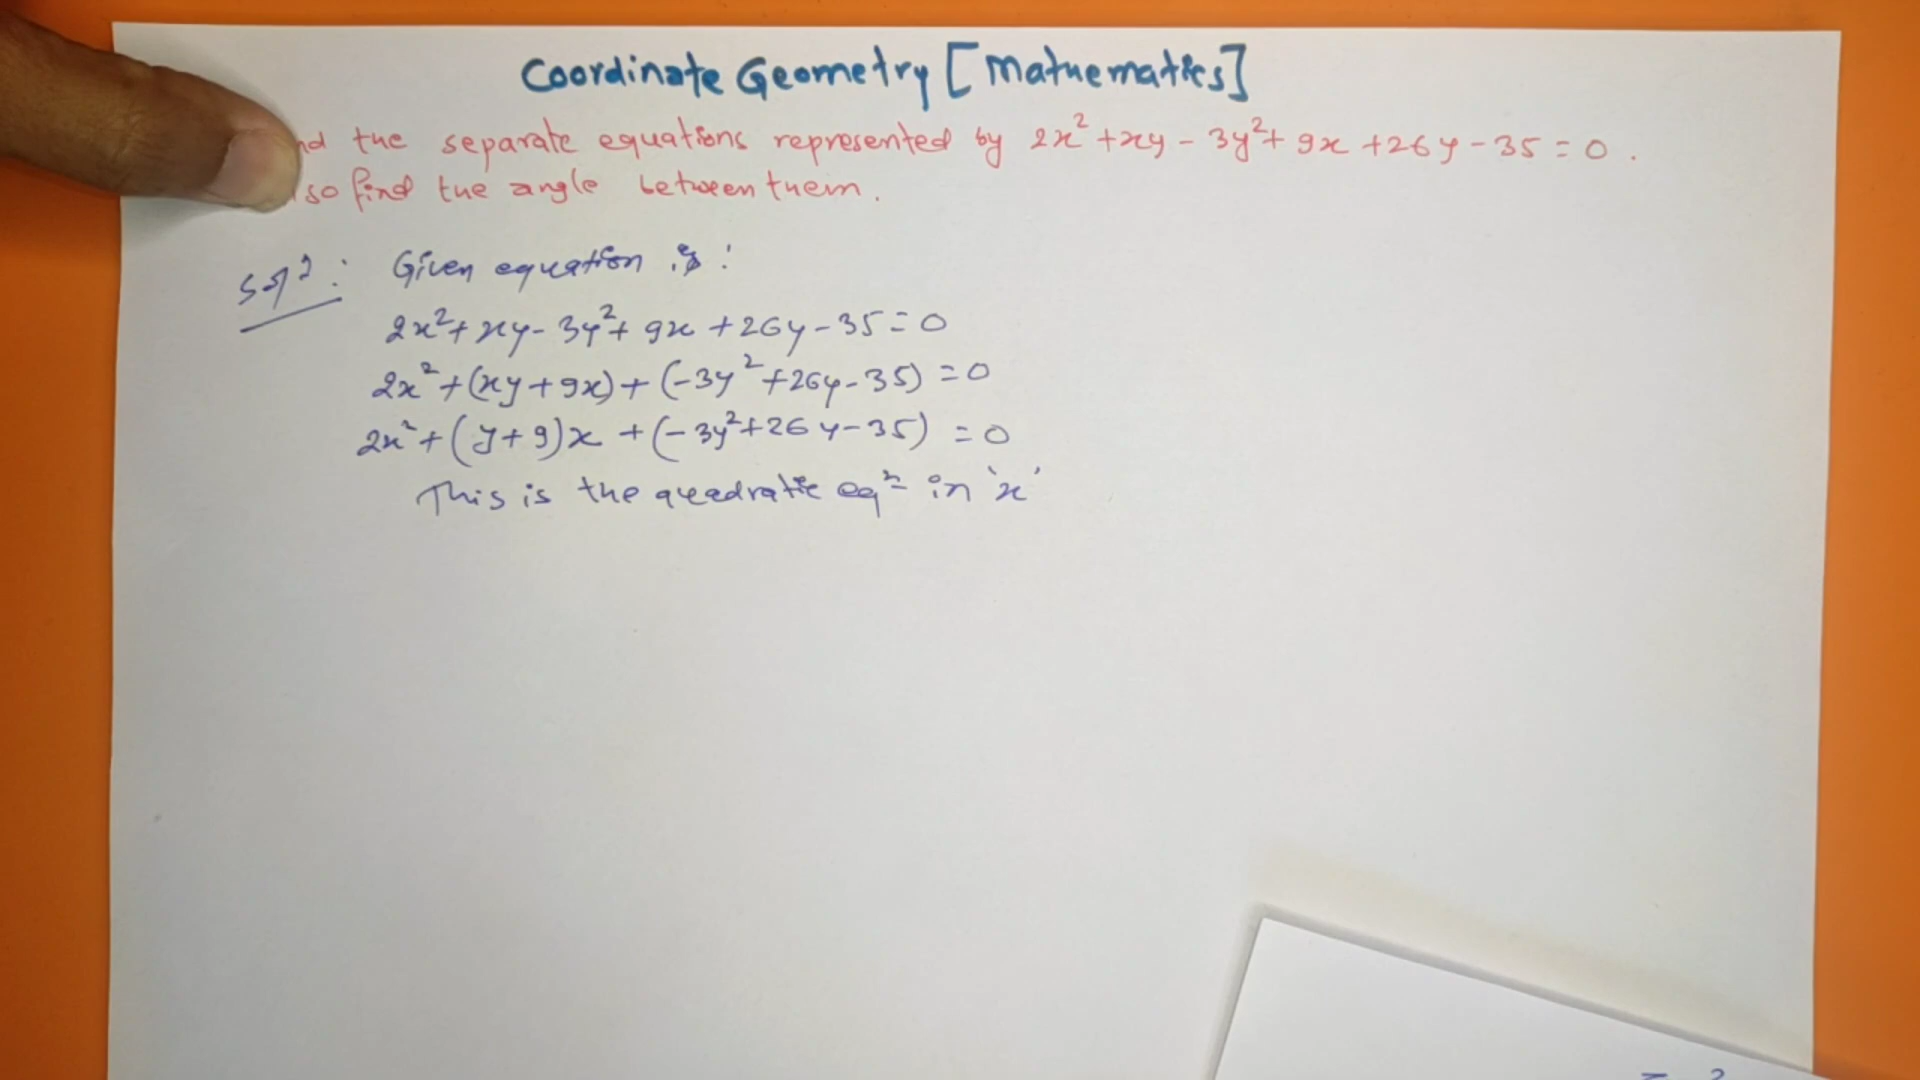 Coordinate Geometry [Mathematics]
nd the separate equations represented by 2x²+xy-3y²+9x+26y-35=0.
so find the angle between them.
Solⁿ: Given equation is:
2x²+xy-3y²+9x+26y-35=0
2x²+(xy+9x)+(-3y²+26y-35)=0
2x²+(y+9)x+(-3y²+26y-35)=0
This is the quadratic eqⁿ in 'x'